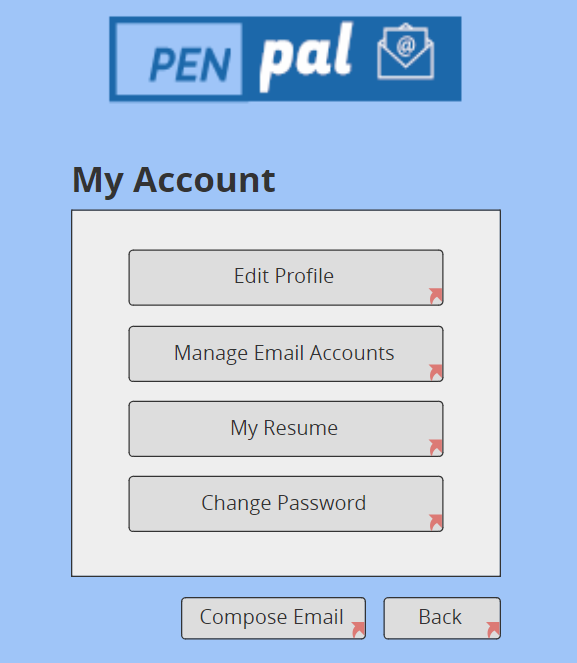 PEN pal @
My Account
Edit Profile
Manage Email Accounts
My Resume
Change Password
Compose Email
Back